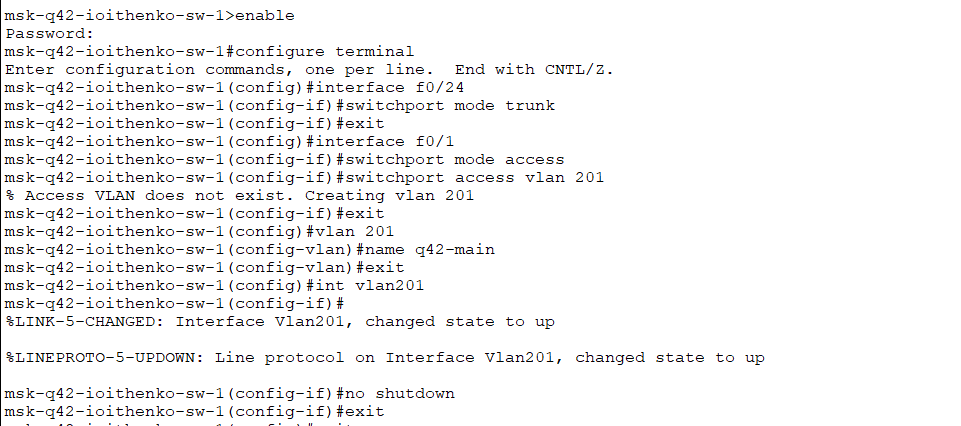 msk-q42-ioithenko-sw-1>enable
Password:
msk-q42-ioithenko-sw-1#configure terminal
Enter configuration commands, one per line.  End with CNTL/Z.
msk-q42-ioithenko-sw-1(config)#interface f0/24
msk-q42-ioithenko-sw-1(config-if)#switchport mode trunk
msk-q42-ioithenko-sw-1(config-if)#exit
msk-q42-ioithenko-sw-1(config)#interface f0/1
msk-q42-ioithenko-sw-1(config-if)#switchport mode access
msk-q42-ioithenko-sw-1(config-if)#switchport access vlan 201
% Access VLAN does not exist. Creating vlan 201
msk-q42-ioithenko-sw-1(config-if)#exit
msk-q42-ioithenko-sw-1(config)#vlan 201
msk-q42-ioithenko-sw-1(config-vlan)#name q42-main
msk-q42-ioithenko-sw-1(config-vlan)#exit
msk-q42-ioithenko-sw-1(config)#int vlan201
msk-q42-ioithenko-sw-1(config-if)#
%LINK-5-CHANGED: Interface Vlan201, changed state to up
%LINEPROTO-5-UPDOWN: Line protocol on Interface Vlan201, changed state to up
msk-q42-ioithenko-sw-1(config-if)#no shutdown
msk-q42-ioithenko-sw-1(config-if)#exit